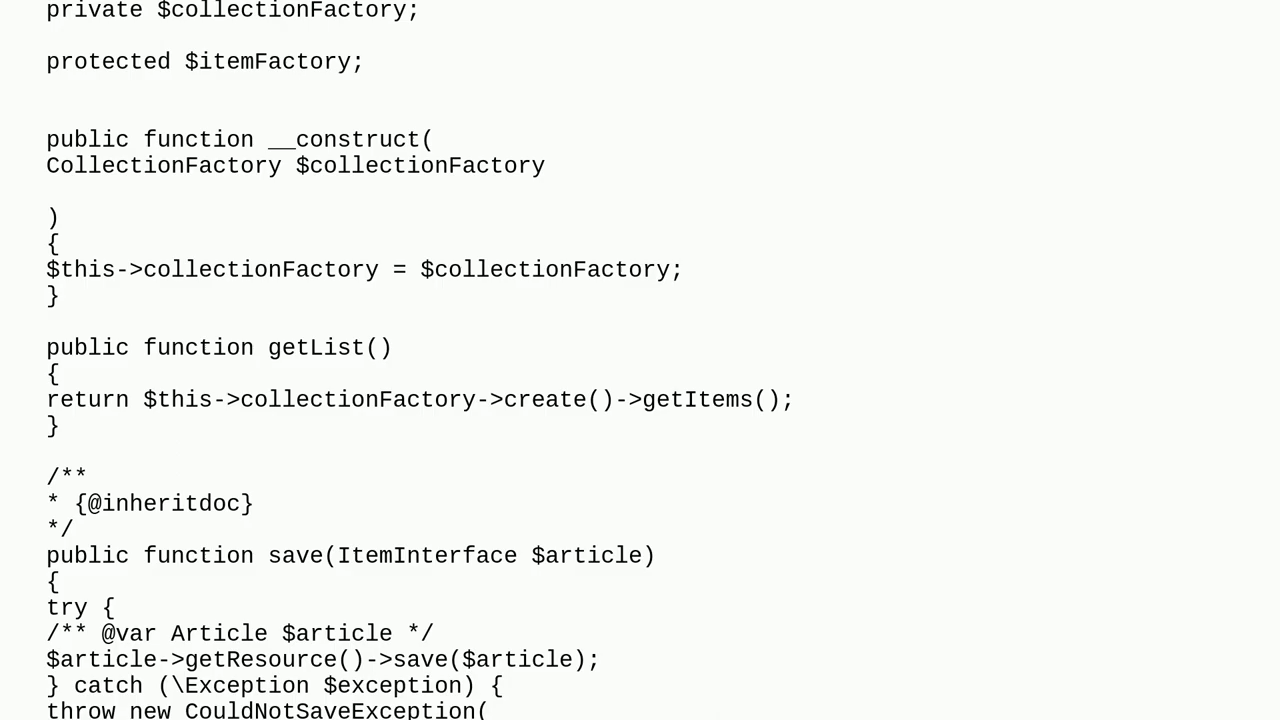 private $collectionFactory;
protected $itemFactory;
public function __construct(
CollectionFactory $collectionFactory
)
{
$this->collectionFactory = $collectionFactory;
}
public function getList()
{
return $this->collectionFactory->create()->getItems();
}
/**
* {@inheritdoc}
*/
public function save(ItemInterface $article)
{
try {
/** @var Article $article */
$article->getResource()->save($article);
} catch (\Exception $exception) {
throw new CouldNotSaveException(